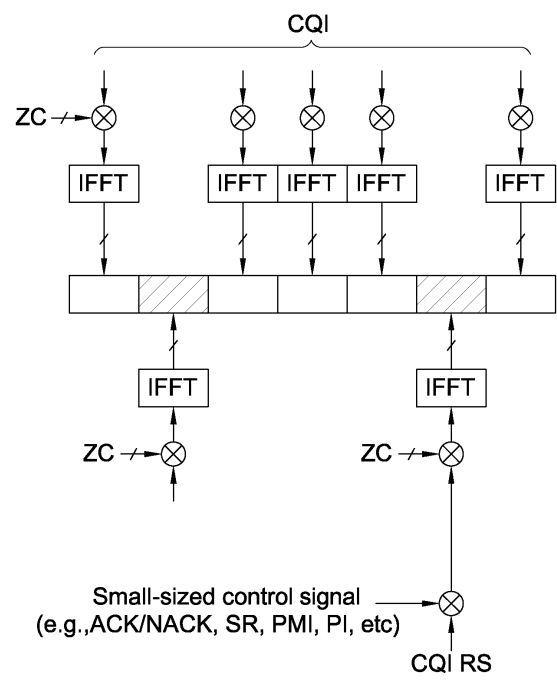 CQI
ZC
IFFT
IFFT
IFFT
IFFT
IFFT
IFFT
IFFT
ZC
ZC
Small-sized control signal
(e.g.,ACK/NACK, SR, PMI, PI, etc)
CQI RS